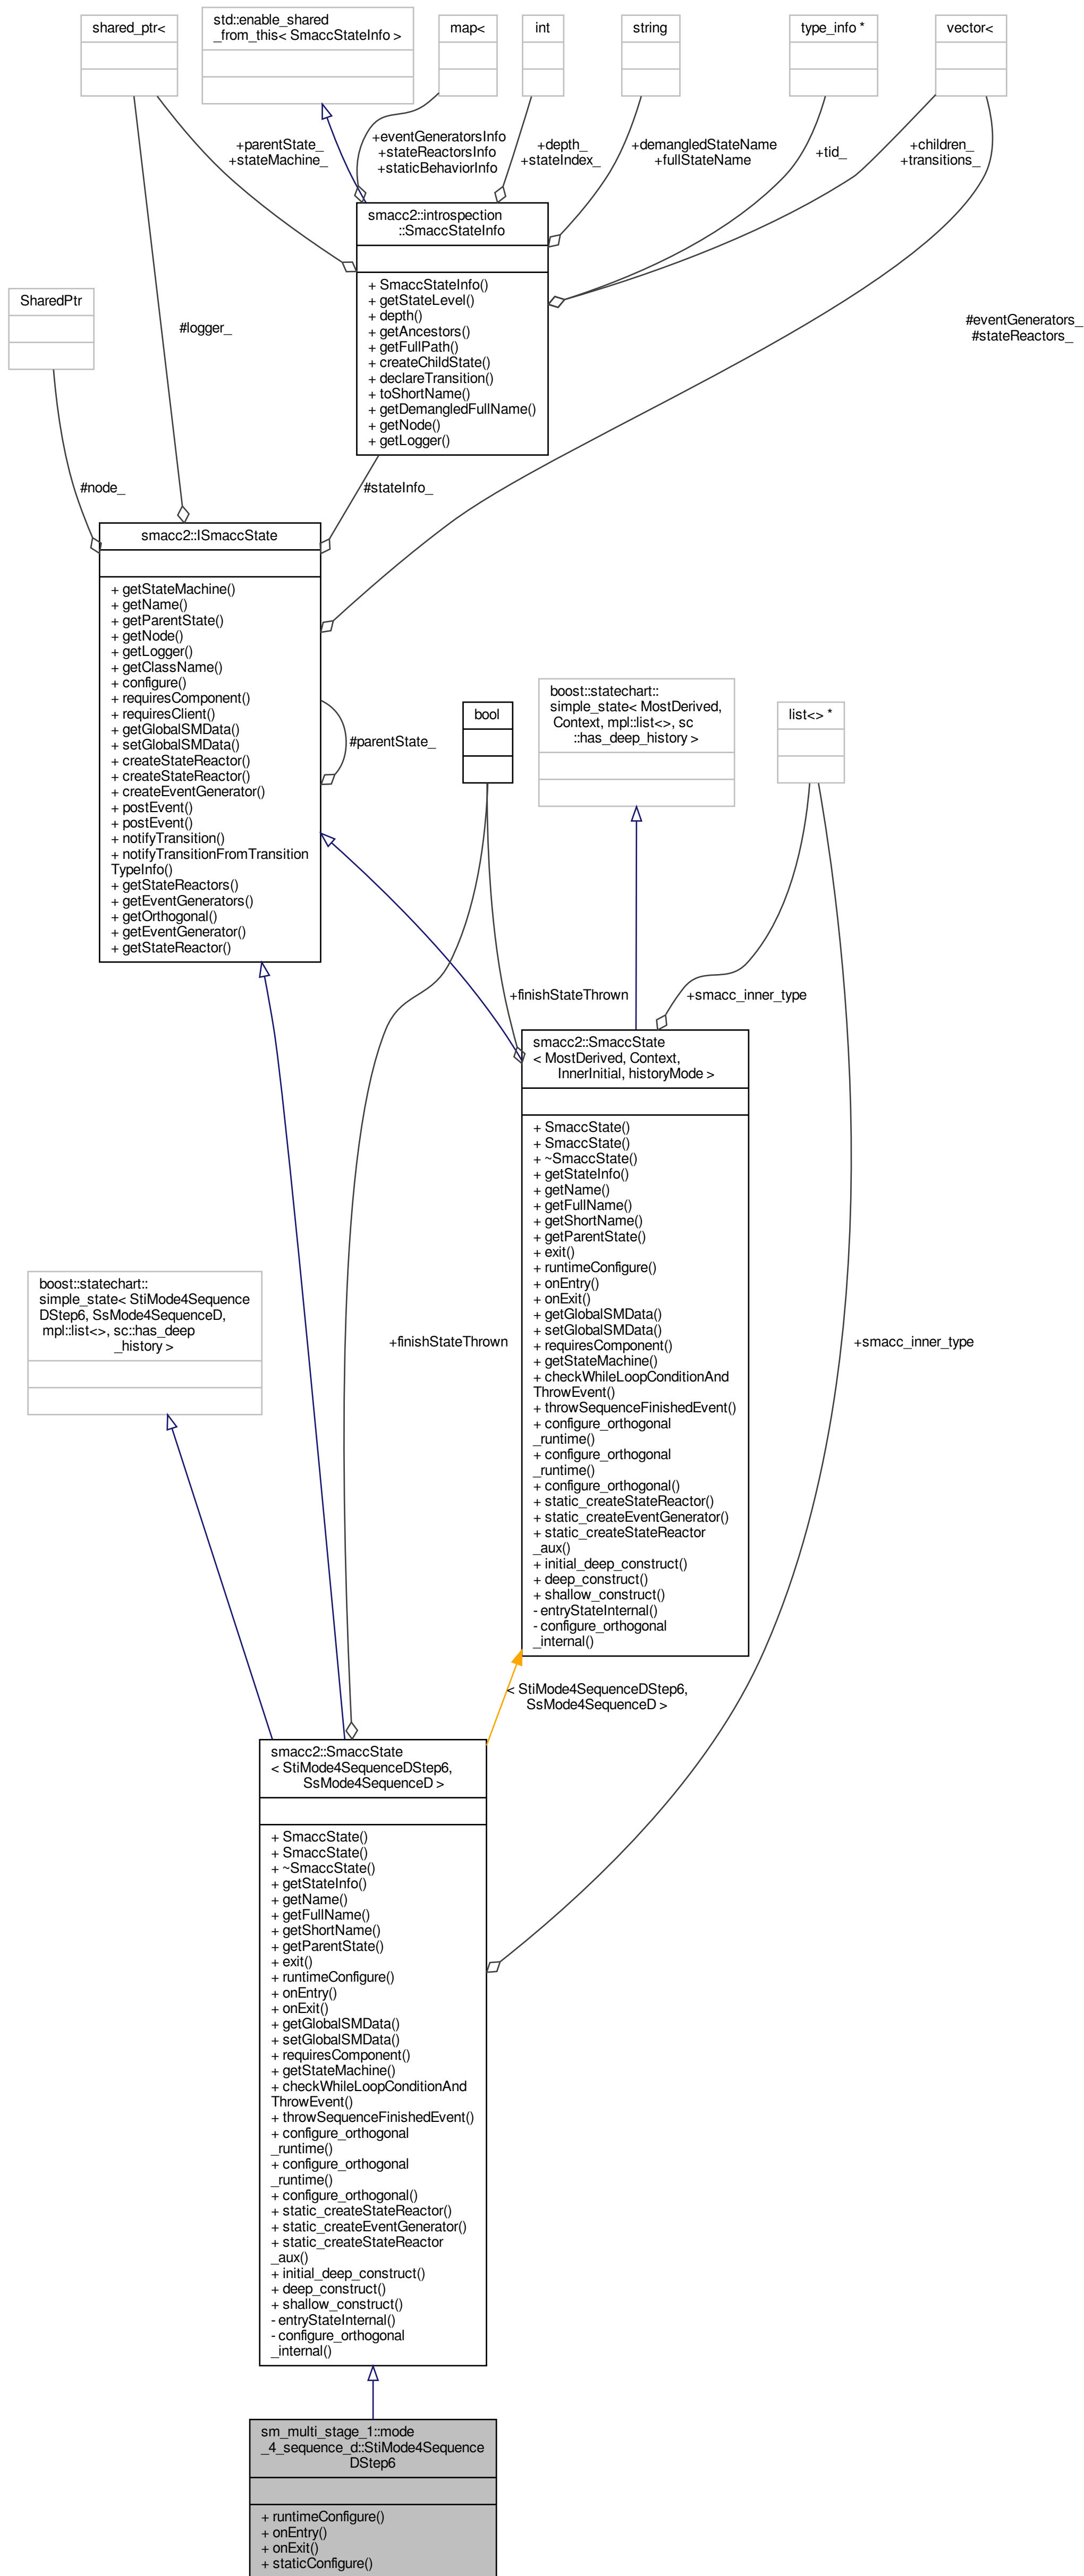 shared_ptr<
std::enable_shared
_from_this< SmaccStateInfo >
map<
int
string
type_info *
vector<
+parentState_
+stateMachine_
+eventGeneratorsInfo
+stateReactorsInfo
+staticBehaviorInfo
+depth_
+stateIndex_
+demangledStateName
+fullStateName
+tid_
+children_
+transitions_
smacc2::introspection
::SmaccStateInfo
+ SmaccStateInfo()
+ getStateLevel()
+ depth()
+ getAncestors()
+ getFullPath()
+ createChildState()
+ declareTransition()
+ toShortName()
+ getDemangledFullName()
+ getNode()
+ getLogger()
SharedPtr
#logger_
#eventGenerators_
#stateReactors_
#node_
#stateInfo_
smacc2::ISmaccState
+ getStateMachine()
+ getName()
+ getParentState()
+ getNode()
+ getLogger()
+ getClassName()
+ configure()
+ requiresComponent()
+ requiresClient()
+ getGlobalSMData()
+ setGlobalSMData()
+ createStateReactor()
+ createStateReactor()
+ createEventGenerator()
+ postEvent()
+ postEvent()
+ notifyTransition()
+ notifyTransitionFromTransition
TypeInfo()
+ getStateReactors()
+ getEventGenerators()
+ getOrthogonal()
+ getEventGenerator()
+ getStateReactor()
#parentState_
bool
boost::statechart::
simple_state< MostDerived,
Context, mpl::list<>, sc
::has_deep_history >
list<> *
+finishStateThrown
+smacc_inner_type
smacc2::SmaccState
< MostDerived, Context,
InnerInitial, historyMode >
+ SmaccState()
+ SmaccState()
+ ~SmaccState()
+ getStateInfo()
+ getName()
+ getFullName()
+ getShortName()
+ getParentState()
+ exit()
+ runtimeConfigure()
+ onEntry()
+ onExit()
+ getGlobalSMData()
+ setGlobalSMData()
+ requiresComponent()
+ getStateMachine()
+ checkWhileLoopConditionAnd
ThrowEvent()
+ throwSequenceFinishedEvent()
+ configure_orthogonal
_runtime()
+ configure_orthogonal
_runtime()
+ configure_orthogonal()
+ static_createStateReactor()
+ static_createEventGenerator()
+ static_createStateReactor
_aux()
+ initial_deep_construct()
+ deep_construct()
+ shallow_construct()
- entryStateInternal()
- configure_orthogonal
_internal()
boost::statechart::
simple_state< StiMode4Sequence
DStep6, SsMode4SequenceD,
mpl::list<>, sc::has_deep
_history >
+finishStateThrown
+smacc_inner_type
< StiMode4SequenceDStep6,
SsMode4SequenceD >
smacc2::SmaccState
< StiMode4SequenceDStep6,
SsMode4SequenceD >
+ SmaccState()
+ SmaccState()
+ ~SmaccState()
+ getStateInfo()
+ getName()
+ getFullName()
+ getShortName()
+ getParentState()
+ exit()
+ runtimeConfigure()
+ onEntry()
+ onExit()
+ getGlobalSMData()
+ setGlobalSMData()
+ requiresComponent()
+ getStateMachine()
+ checkWhileLoopConditionAnd
ThrowEvent()
+ throwSequenceFinishedEvent()
+ configure_orthogonal
_runtime()
+ configure_orthogonal
_runtime()
+ configure_orthogonal()
+ static_createStateReactor()
+ static_createEventGenerator()
+ static_createStateReactor
_aux()
+ initial_deep_construct()
+ deep_construct()
+ shallow_construct()
- entryStateInternal()
- configure_orthogonal
_internal()
sm_multi_stage_1::mode
_4_sequence_d::StiMode4Sequence
DStep6
+ runtimeConfigure()
+ onEntry()
+ onExit()
+ staticConfigure()